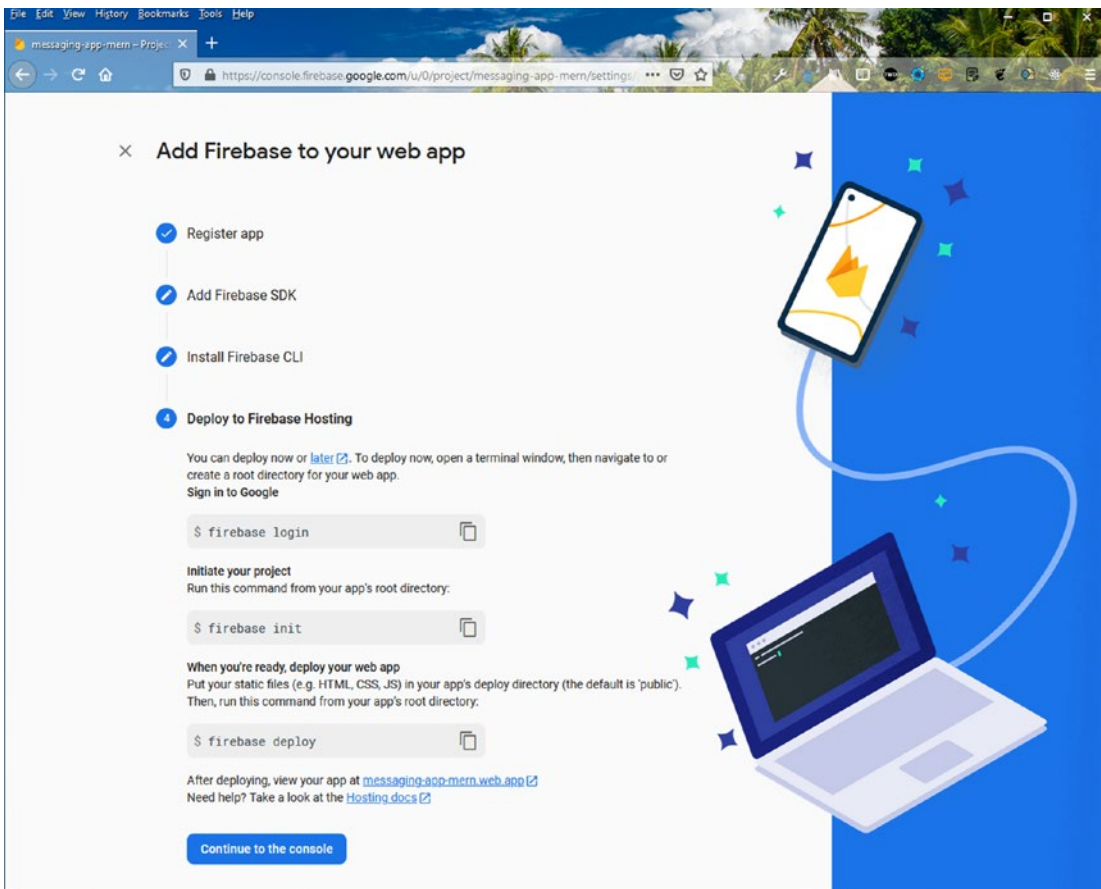 File Edit View History Bookmarks Tools Help
messaging-app-mern – Projec
https://console.firebase.google.com/u/0/project/messaging-app-mern/settings/
Add Firebase to your web app
Register app
Add Firebase SDK
Install Firebase CLI
4 Deploy to Firebase Hosting
You can deploy now or later. To deploy now, open a terminal window, then navigate to or
create a root directory for your web app.
Sign in to Google
$ firebase login
Initiate your project
Run this command from your app's root directory:
$ firebase init
When you're ready, deploy your web app
Put your static files (e.g. HTML, CSS, JS) in your app's deploy directory (the default is 'public').
Then, run this command from your app's root directory:
$ firebase deploy
After deploying, view your app at messaging-app-mern.web.app
Need help? Take a look at the Hosting docs
Continue to the console